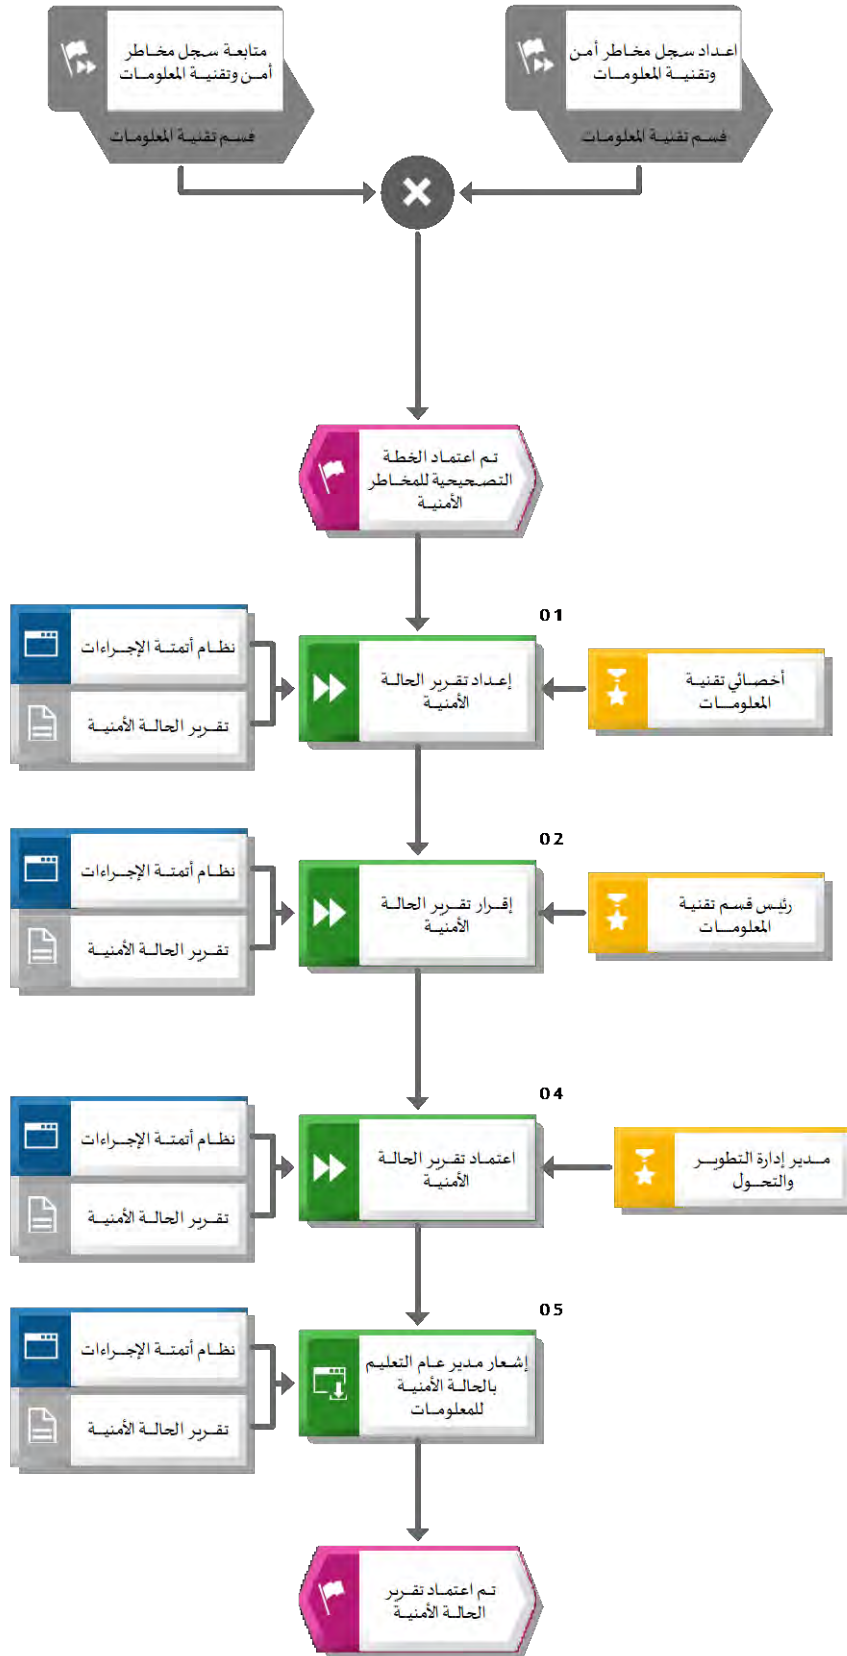 اعداد سجل مخاطر أمن
وتقنية المعلومات
قسم تقنية المعلومات
متابعة سجل مخاطر
أمن وتقنية المعلومات
قسم تقنية المعلومات
تم اعتماد الخطة
التصحيحية للمخاطر
الأمنية
01
أخصائي تقنية
المعلومات
إعداد تقرير الحالة
الأمنية
نظام أتمتة الإجراءات
تقرير الحالة الأمنية
02
رئيس قسم تقنية
المعلومات
إقرار تقرير الحالة
الأمنية
نظام أتمتة الإجراءات
تقرير الحالة الأمنية
04
مدير إدارة التطوير
والتحول
اعتماد تقرير الحالة
الأمنية
نظام أتمتة الإجراءات
تقرير الحالة الأمنية
05
إشعار مدير عام التعليم
بالحالة الأمنية
للمعلومات
نظام أتمتة الإجراءات
تقرير الحالة الأمنية
تم اعتماد تقرير
الحالة الأمنية